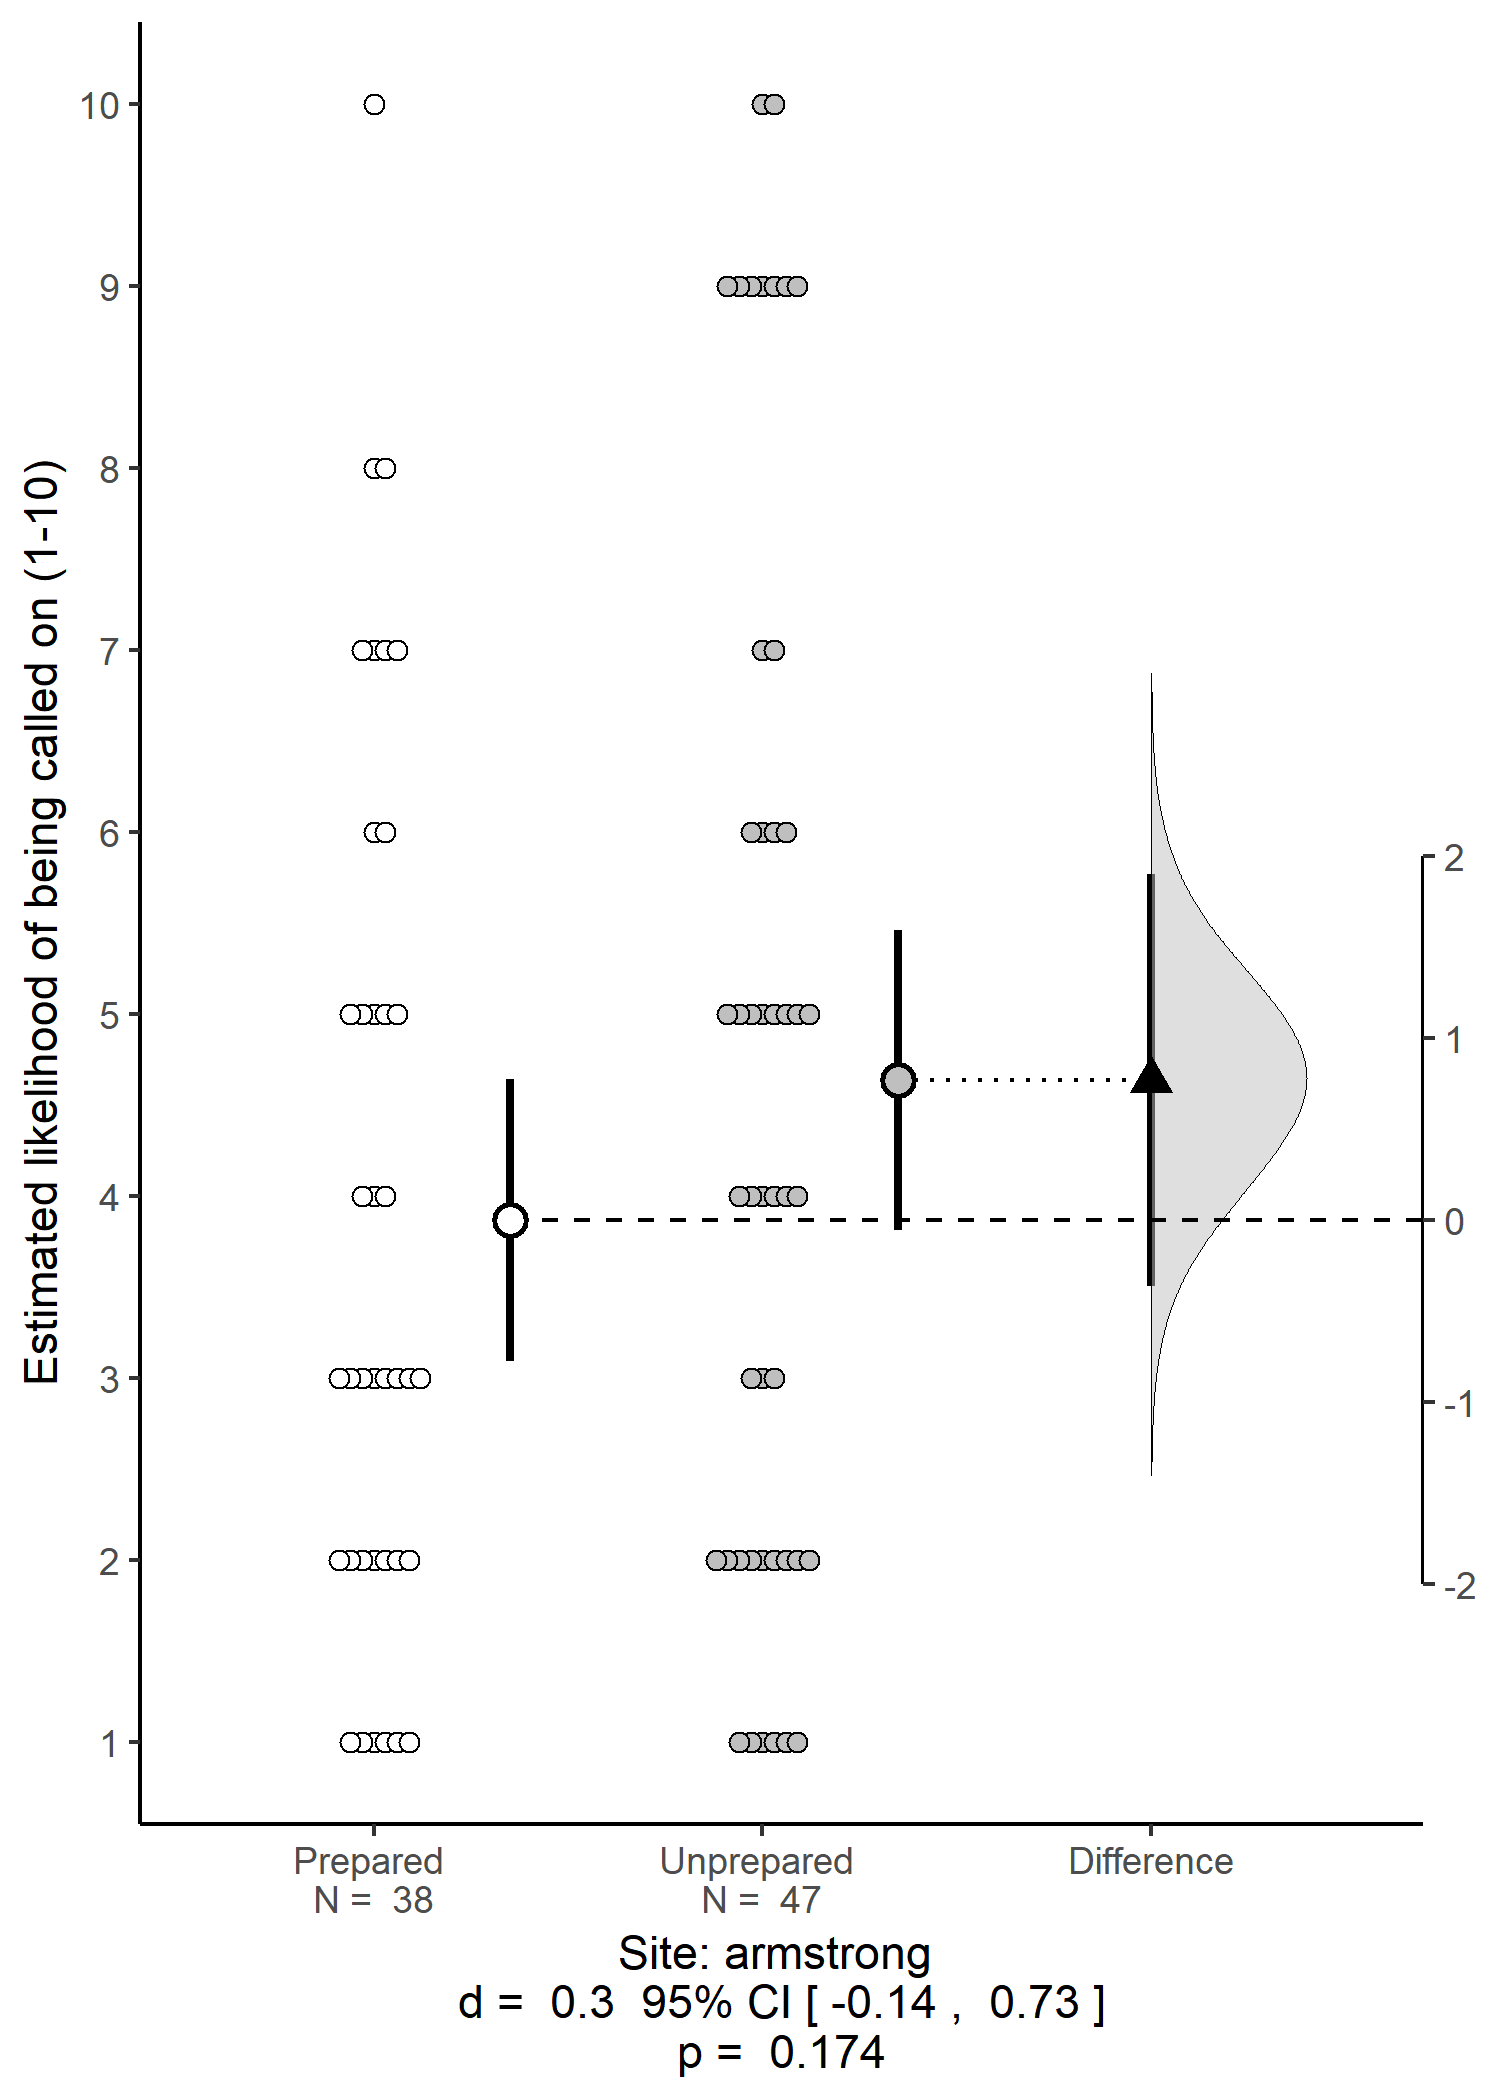 Estimated likelihood of being called on (1-10)
10
9
8
7
6
5
4
3
2
1
2
1
0
-1
-2
Prepared
N =  38
Unprepared
N =  47
Difference
Site: armstrong
d =  0.3  95% CI [ -0.14 ,  0.73 ]
p =  0.174